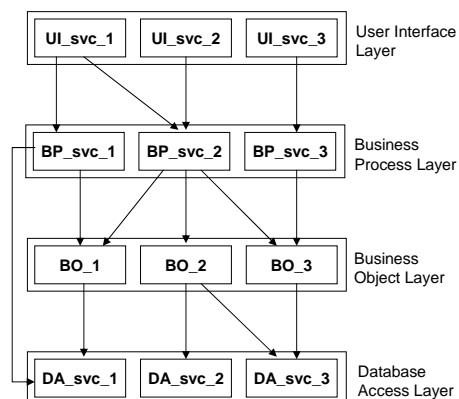 UI_svc_1 UI_svc_2 UI_svc_3 User Interface
Layer
BP_svc_1 BP_svc_2 BP_svc_3 Business
Process Layer
BO_1 BO_2 BO_3 Business
Object Layer
DA_svc_1 DA_svc_2 DA_svc_3 Database
Access Layer